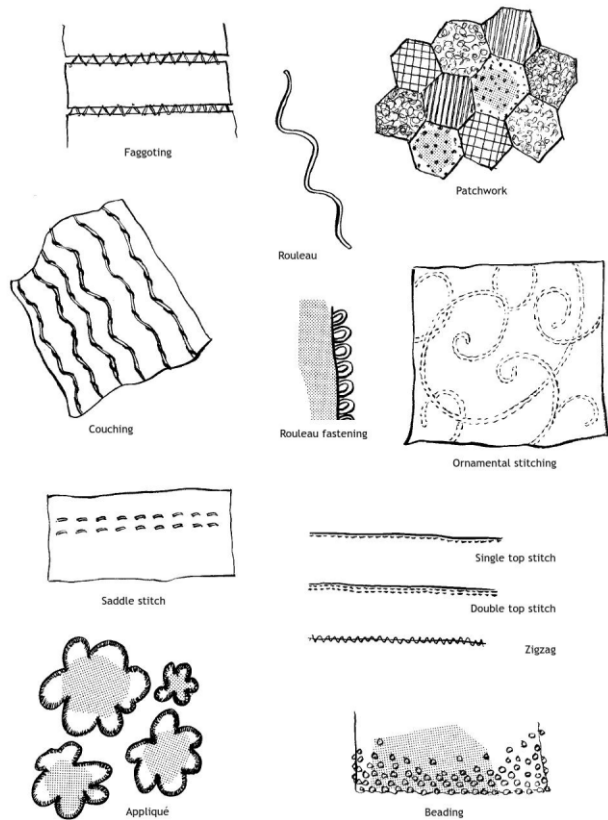 Faggoting
Patchwork
Rouleau
Couching
Rouleau fastening
Ornamental stitching
Saddle stitch
Single top stitch
Double top stitch
Zigzag
Appliqué
Beading